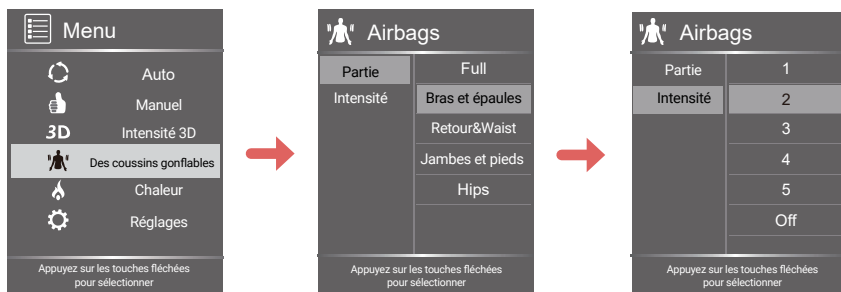 Menu
Auto
Manuel
3D Intensité 3D
Des coussins gonflables
Chaleur
Réglages
Appuyez sur les touches fléchées
pour sélectionner
Airbags
Partie Full
Intensité Bras et épaules
Retour&Waist
Jambes et pieds
Hips
Appuyez sur les touches fléchées
pour sélectionner
Airbags
Partie 1
Intensité 2
3
4
5
Off
Appuyez sur les touches fléchées
pour sélectionner